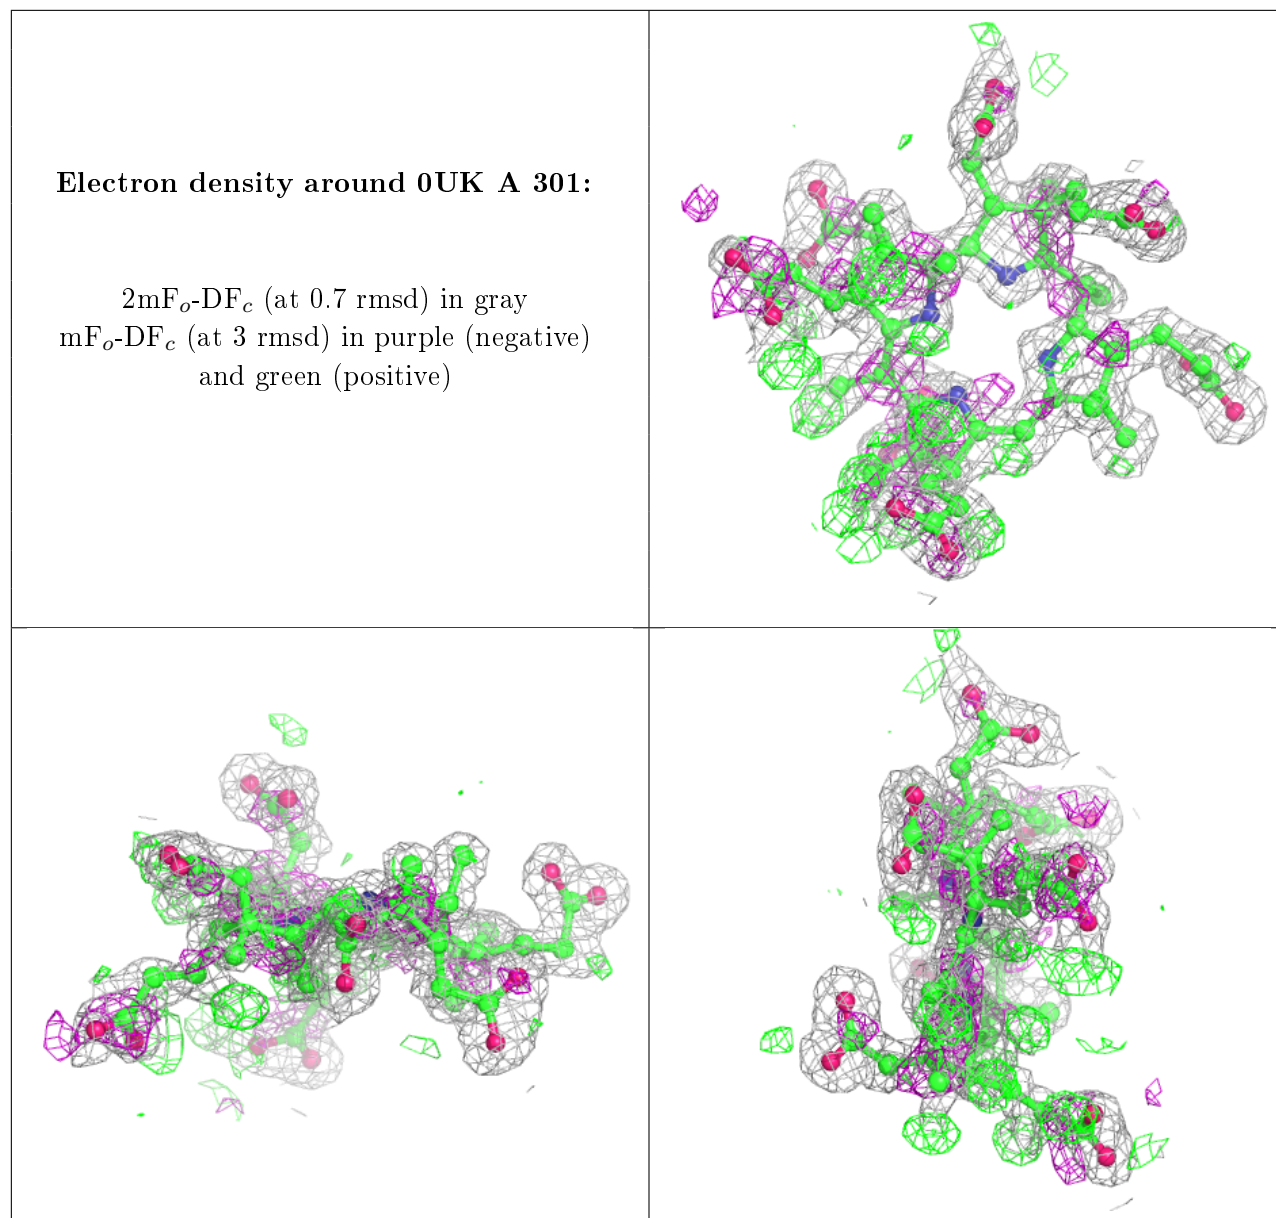 Electron density around 0UK A 301:
2mFₒ-DF𝒸 (at 0.7 rmsd) in gray
mFₒ-DF𝒸 (at 3 rmsd) in purple (negative)
and green (positive)